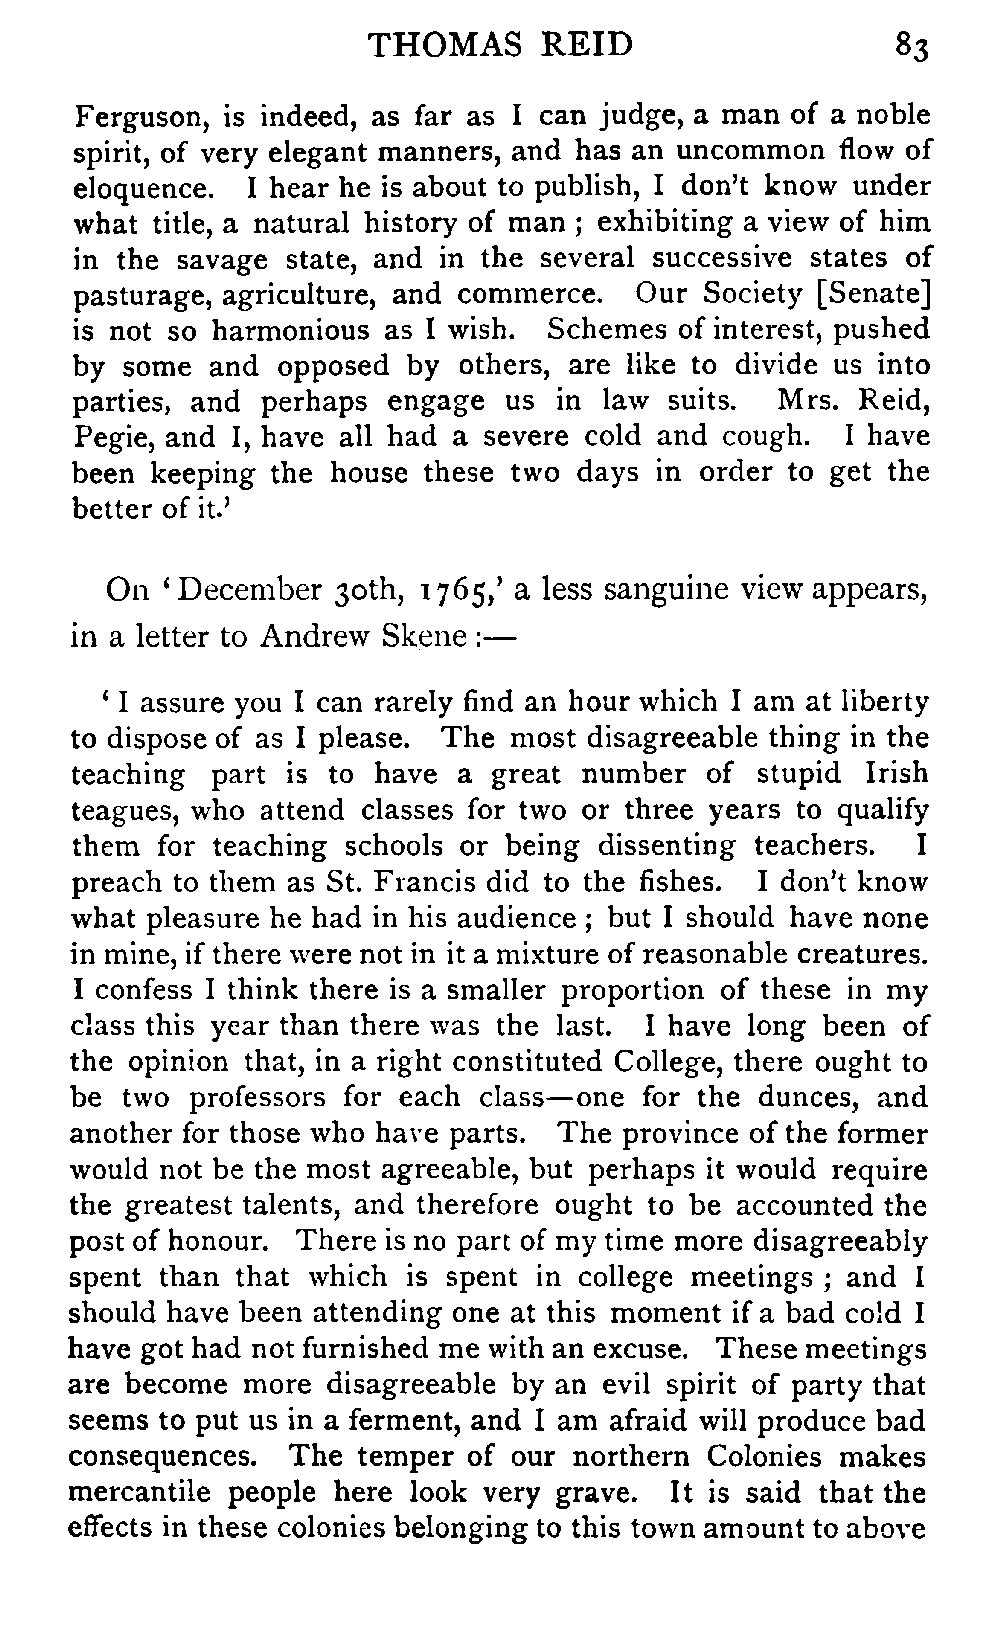 THOMAS REID 83
Ferguson, is indeed, as far as I can judge, a man of a noble
spirit, of very elegant manners, and has an uncommon flow of
eloquence. I hear he is about to publish, I don't know under
what title, a natural history of man ; exhibiting a view of him
in the savage state, and in the several successive states of
pasturage, agriculture, and commerce. Our Society [Senate]
is not so harmonious as I wish. Schemes of interest, pushed
by some and opposed by others, are like to divide us into
parties, and perhaps engage us in law suits. Mrs. Reid,
Pegie, and I, have all had a severe cold and cough. I have
been keeping the house these two days in order to get the
better of it.'
On ‘December 30th, 1765,’ a less sanguine view appears,
in a letter to Andrew Skene :—
‘I assure you I can rarely find an hour which I am at liberty
to dispose of as I please. The most disagreeable thing in the
teaching part is to have a great number of stupid Irish
teagues, who attend classes for two or three years to qualify
them for teaching schools or being dissenting teachers. I
preach to them as St. Francis did to the fishes. I don't know
what pleasure he had in his audience ; but I should have none
in mine, if there were not in it a mixture of reasonable creatures.
I confess I think there is a smaller proportion of these in my
class this year than there was the last. I have long been of
the opinion that, in a right constituted College, there ought to
be two professors for each class—one for the dunces, and
another for those who have parts. The province of the former
would not be the most agreeable, but perhaps it would require
the greatest talents, and therefore ought to be accounted the
post of honour. There is no part of my time more disagreeably
spent than that which is spent in college meetings ; and I
should have been attending one at this moment if a bad cold I
have got had not furnished me with an excuse. These meetings
are become more disagreeable by an evil spirit of party that
seems to put us in a ferment, and I am afraid will produce bad
consequences. The temper of our northern Colonies makes
mercantile people here look very grave. It is said that the
effects in these colonies belonging to this town amount to above